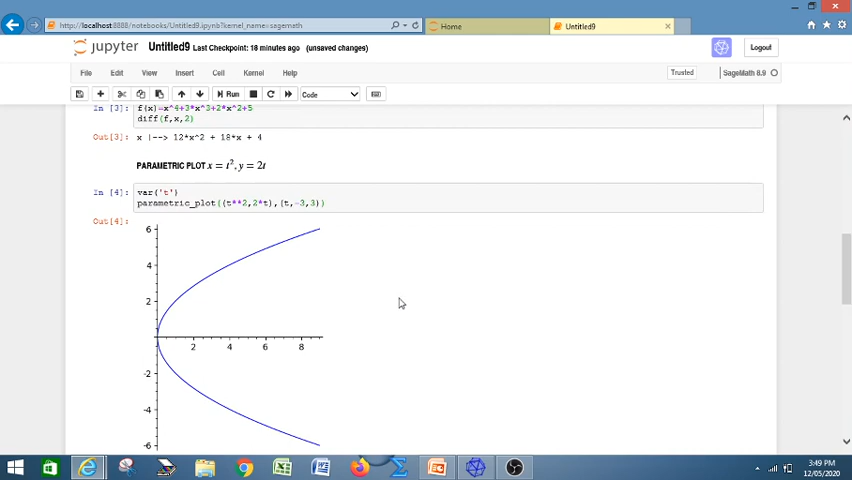 http://localhost:8888/notebooks/Untitled9.ipynb?kernel_name=sagemath
Home
Untitled9
jupyter Untitled9 Last Checkpoint: 18 minutes ago (unsaved changes)
Logout
File Edit View Insert Cell Kernel Help
Trusted
SageMath 8.9
Run
Code
In [3]: f(x)=x^4+3*x^3+2*x^2+5
diff(f,x,2)
Out[3]: x |--> 12*x^2 + 18*x + 4
PARAMETRIC PLOT x = t², y = 2t
In [4]: var('t')
parametric_plot((t**2,2*t),(t,-3,3))
Out[4]:
6
4
2
2 4 6 8
-2
-4
-6
3:49 PM
12/05/2020